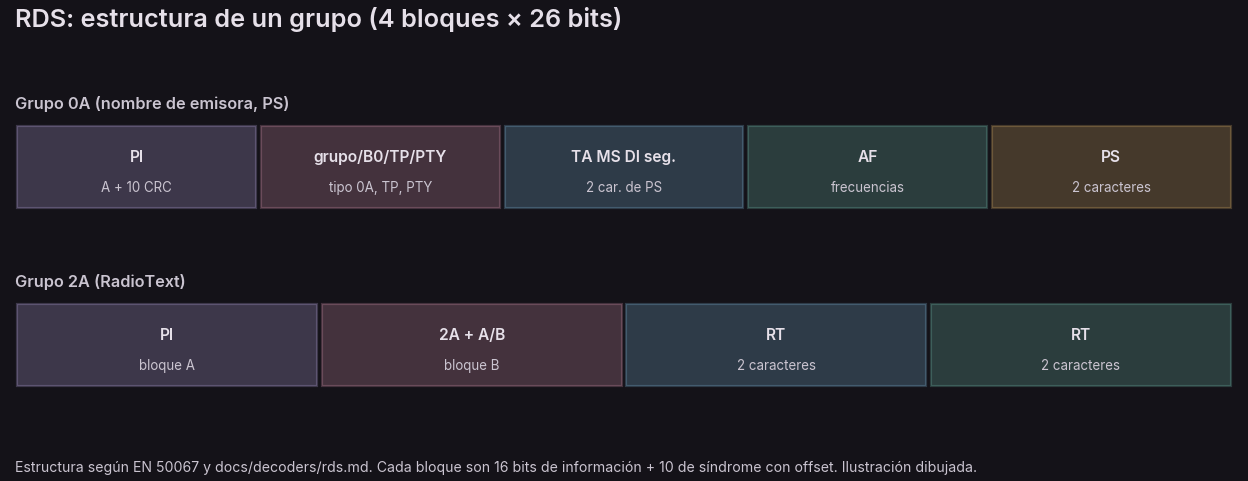 RDS: estructura de un grupo (4 bloques × 26 bits)
Grupo 0A (nombre de emisora, PS)
PI
A + 10 CRC
grupo/B0/TP/PTY
tipo 0A, TP, PTY
TA MS DI seg.
2 car. de PS
AF
frecuencias
PS
2 caracteres
Grupo 2A (RadioText)
PI
bloque A
2A + A/B
bloque B
RT
2 caracteres
RT
2 caracteres
Estructura según EN 50067 y docs/decoders/rds.md. Cada bloque son 16 bits de información + 10 de síndrome con offset. Ilustración dibujada.